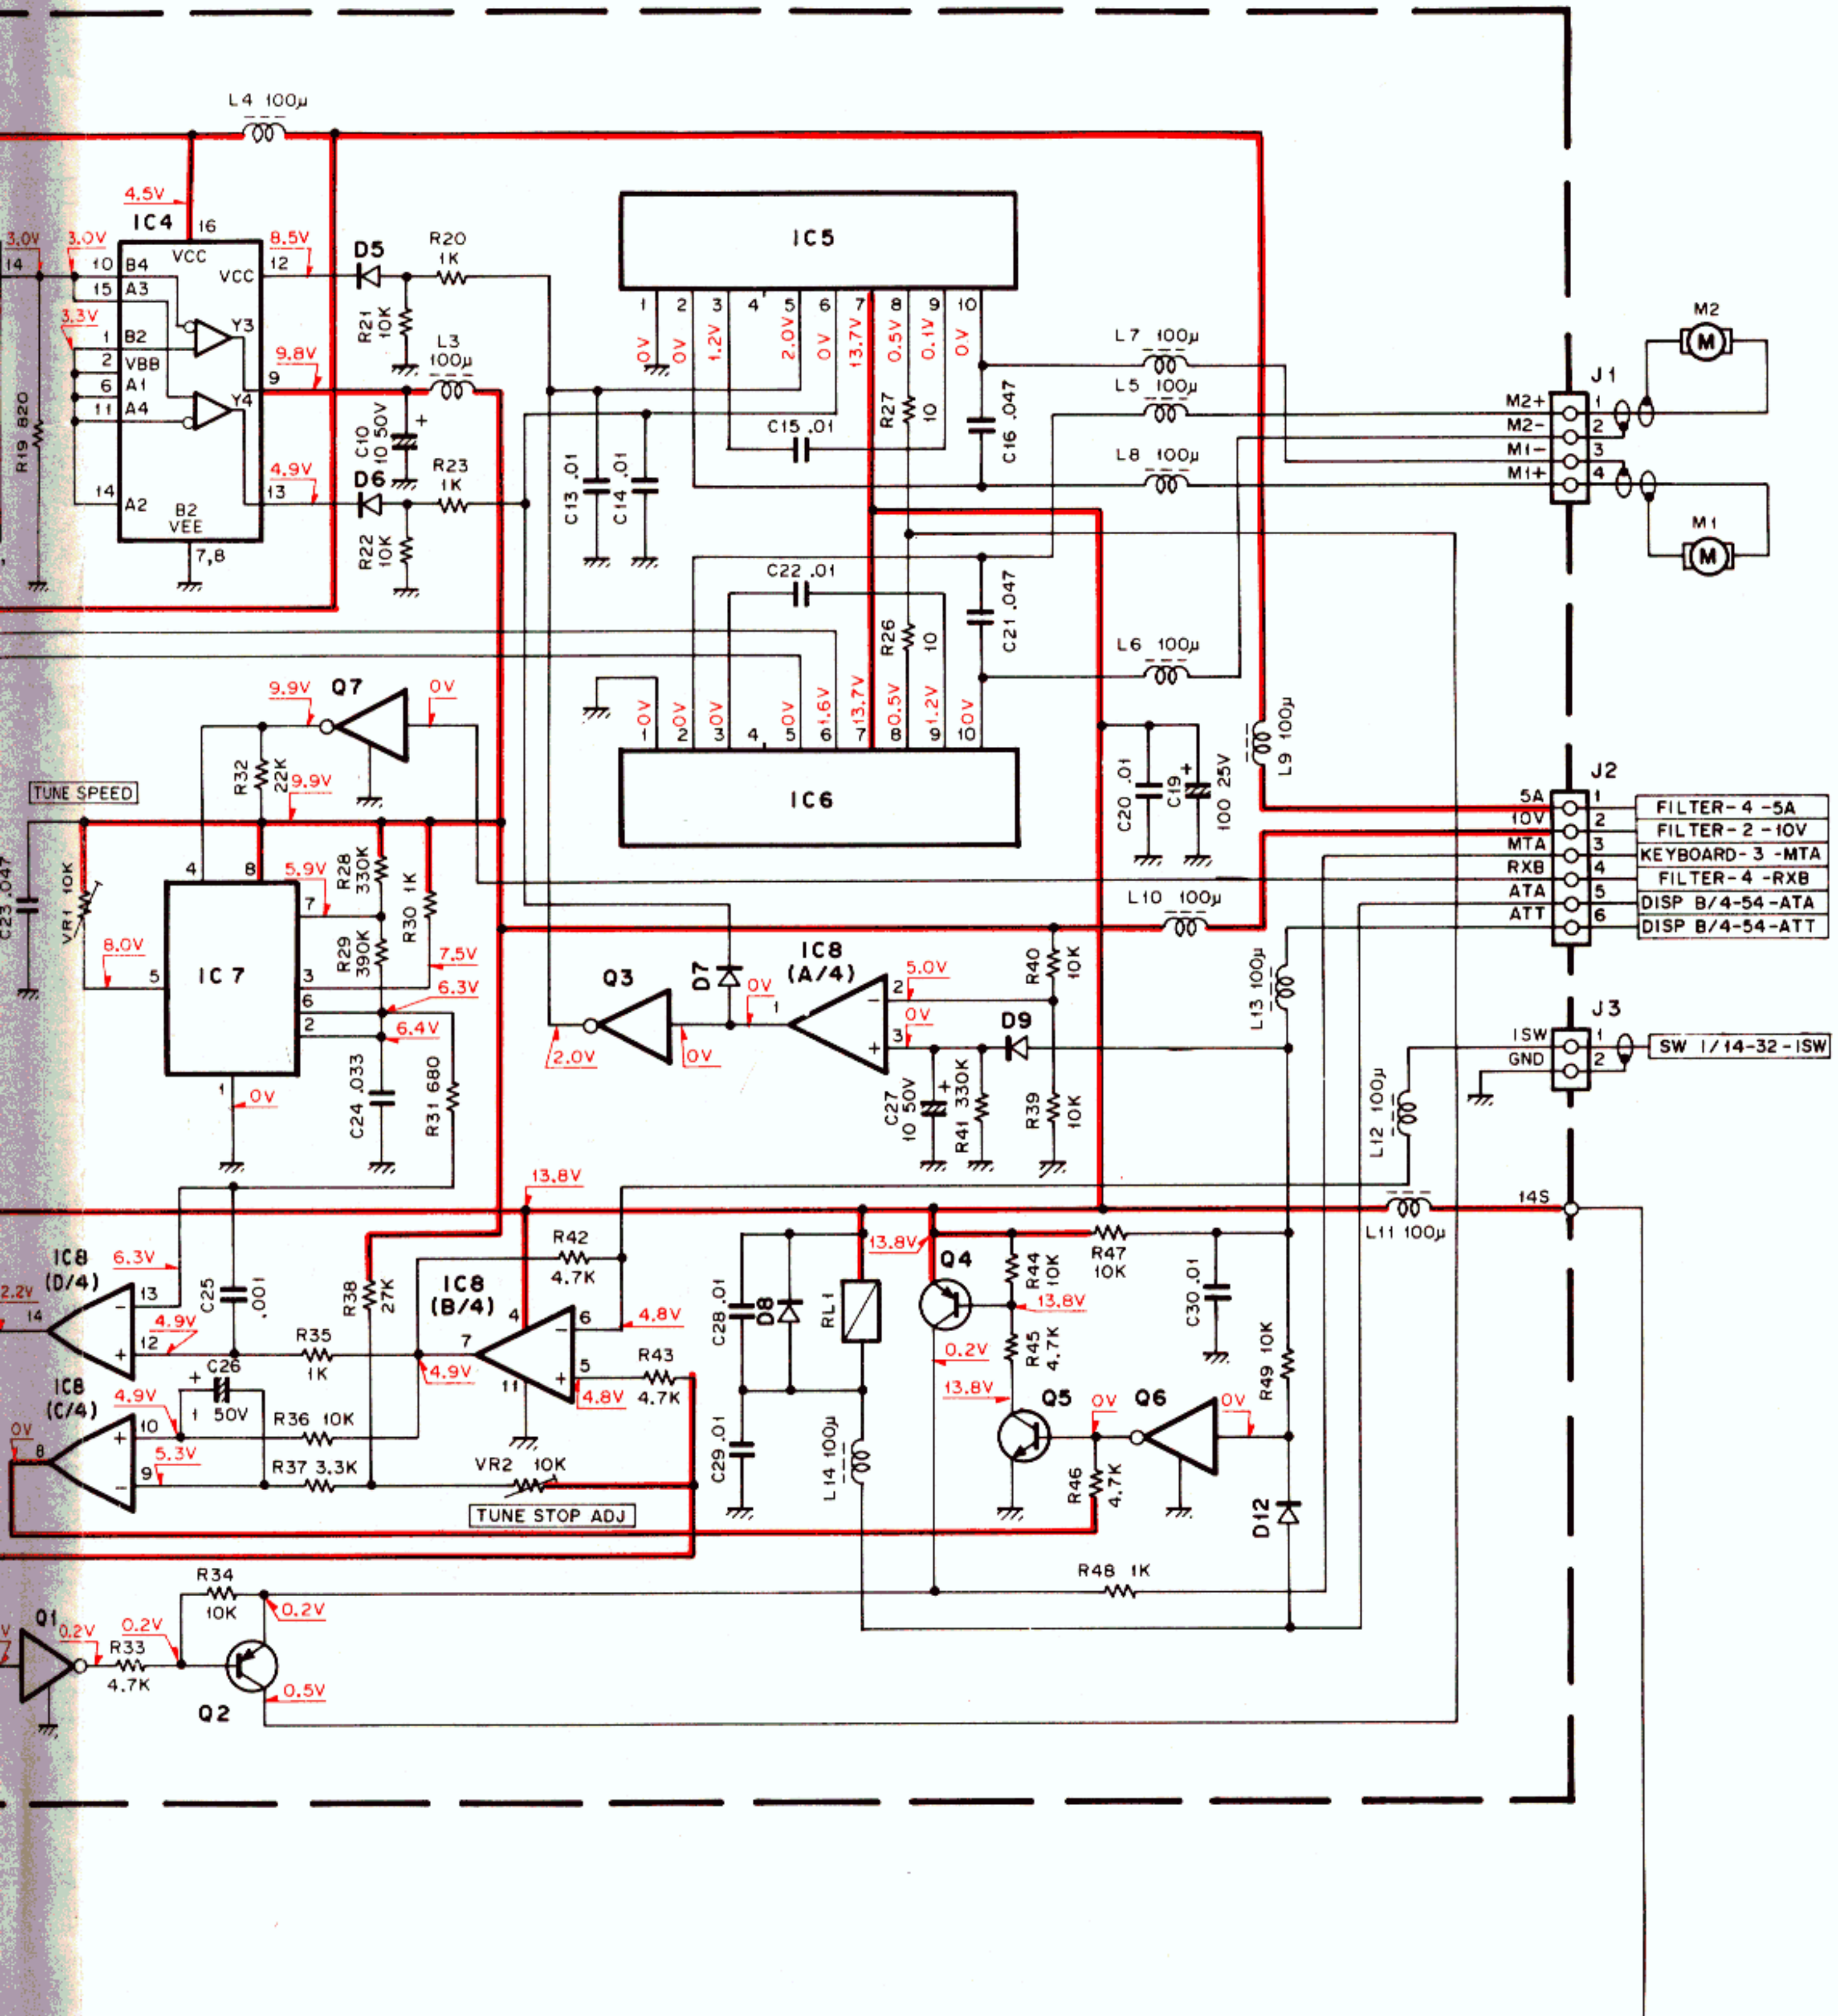 L4 100µ
4.5V
IC4
16
3.0V
3.0V
14
VCC
8.5V
10 B4
VCC
12
15 A3
D5
R20
1K
R21
10K
3.3V
1 B2
2 VBB
6 A1
11 A4
Y3
Y4
9.8V
9
L3
100µ
R19 820
C10
10 50V
+
4.9V
D6
R23
1K
14 A2
13
B2
VEE
7,8
R22
10K
IC5
1 2 3 4 5 6 7 8 9 10
0V 0V 1.2V 2.0V 0V 13.7V 0.5V 0.1V 0.V
L7 100µ
L5 100µ
R27
10
C15 .01
C16 .047
L8 100µ
C13 .01
C14 .01
M2
M
J1
M2+ 1
M2- 2
M1- 3
M1+ 4
M1
M
C22 .01
C21 .047
R26
10
L6 100µ
0V 0V 0V 0V 1.6V 13.7V 0.5V 1.2V 0V
1 2 3 4 5 6 7 8 9 10
IC6
9.9V
Q7
0V
R32
22K
9.9V
TUNE SPEED
C23 .047
VR1 10K
4
8
5.9V
R28
330K
R30 1K
7
8.0V
5
IC7
R29
390K
3
7.5V
6
6.3V
2
6.4V
1
0V
C24 .033
R31 680
C20 .01
C19
+
100 25V
L9 100µ
J2
5A 1 FILTER-4-5A
10V 2 FILTER-2-10V
MTA 3 KEYBOARD-3-MTA
RXB 4 FILTER-4-RXB
ATA 5 DISP B/4-54-ATA
ATT 6 DISP B/4-54-ATT
L10 100µ
IC8
(A/4)
Q3
D7
0V
1
2.0V
0V
2
5.0V
-
0V
3
+
D9
R40
10K
C27
10 50V
+
R41 330K
R39
10K
L13 100µ
J3
ISW 1 SW 1/14-32-ISW
GND 2
L12 100µ
14S
L11 100µ
13.8V
IC8
(D/4)
6.3V
13
-
2.2V
14
4.9V
12
+
C25
.001
R38
27K
R42
4.7K
IC8
(B/4)
4
6
-
4.8V
7
R35
1K
4.9V
11
5
+
4.8V
R43
4.7K
IC8
(C/4)
+
C26
1
50V
4.9V
10
+
0V
8
5.3V
9
-
R36 10K
R37 3.3K
VR2 10K
TUNE STOP ADJ
C28 .01
D8
RL1
C29 .01
L14 100µ
13.8V
Q4
R44
10K
R47
10K
13.8V
C30 .01
0.2V
R45
4.7K
13.8V
Q5
0V
Q6
0V
R49 10K
R46
4.7K
D12
R48 1K
R34
10K
0.2V
Q1
V
0.2V
0.2V
R33
4.7K
Q2
0.5V